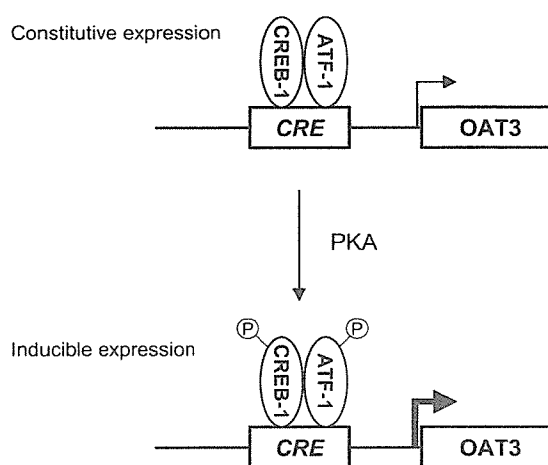 Constitutive expression
CREB-1
ATF-1
CRE
OAT3
PKA
P
P
Inducible expression
CREB-1
ATF-1
CRE
OAT3